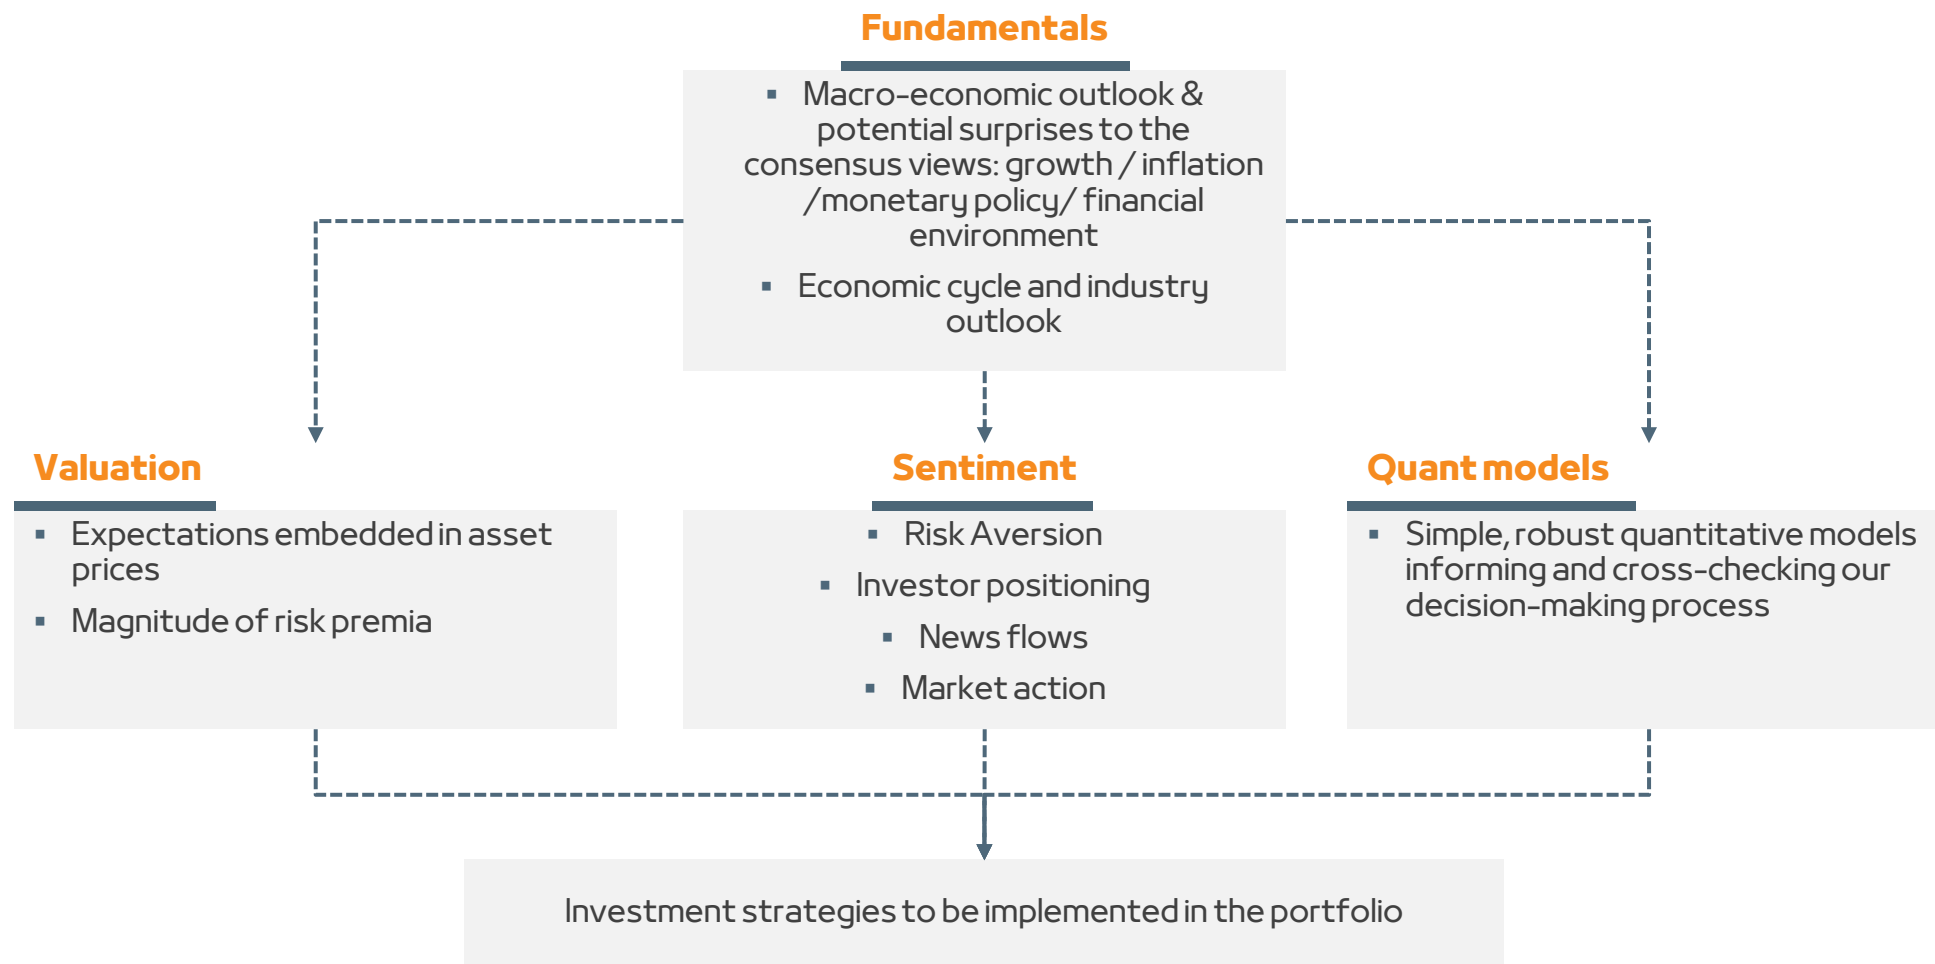 Fundamentals
▪ Macro-economic outlook &
potential surprises to the
consensus views: growth / inflation
/monetary policy/ financial
environment
▪ Economic cycle and industry
outlook
Valuation
▪ Expectations embedded in asset
prices
▪ Magnitude of risk premia
Sentiment
▪ Risk Aversion
▪ Investor positioning
▪ News flows
▪ Market action
Quant models
▪ Simple, robust quantitative models
informing and cross-checking our
decision-making process
Investment strategies to be implemented in the portfolio